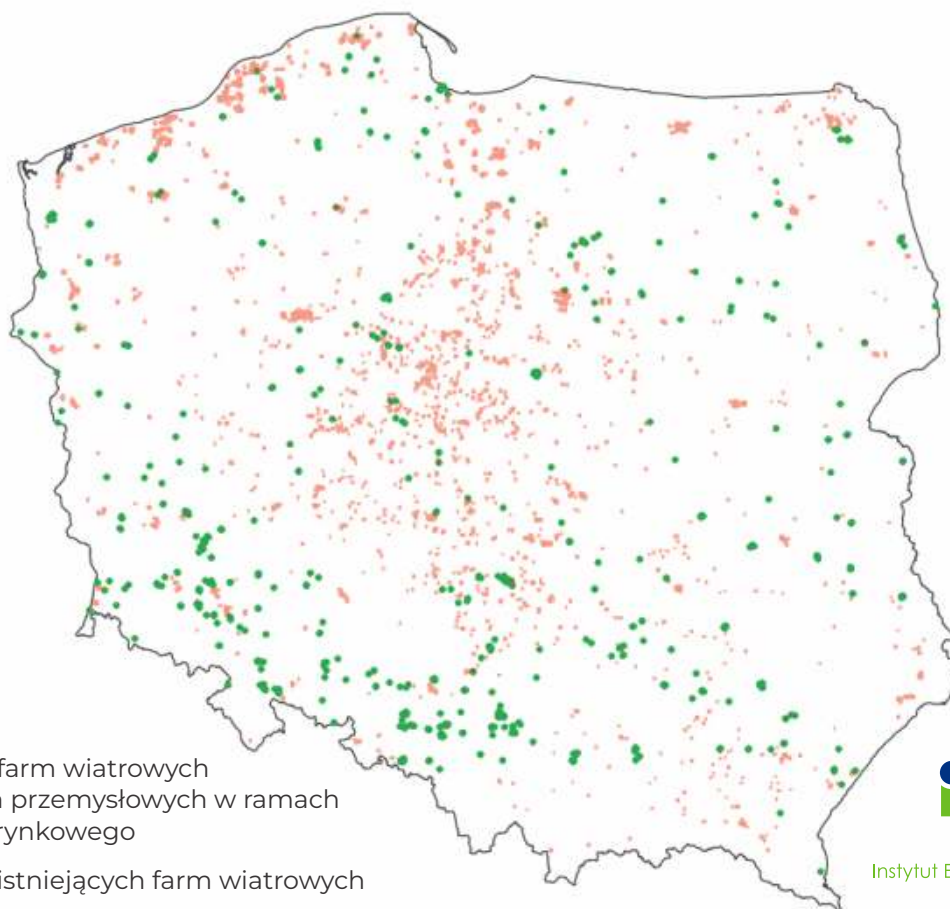 farm wiatrowych
przemysłowych w ramach
rynkowego
istniejących farm wiatrowych
Instytut